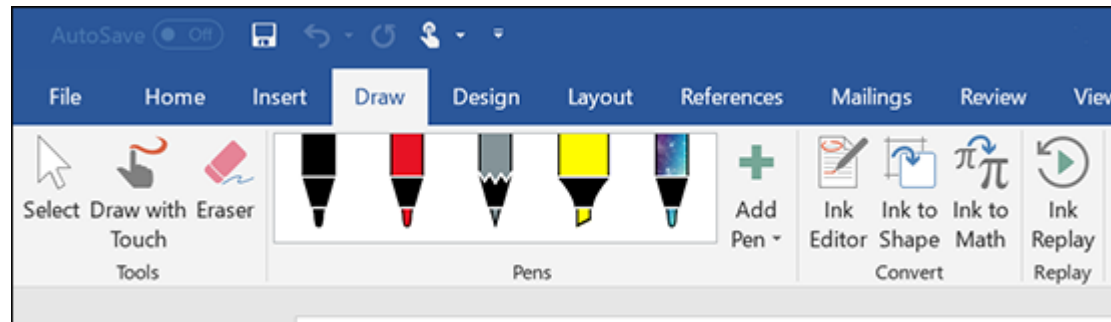 AutoSave Off
File Home Insert Draw Design Layout References Mailings Review View
Select Draw with Touch Eraser Add Pen Ink Editor Ink to Shape Ink to Math Ink Replay
Tools Pens Convert Replay